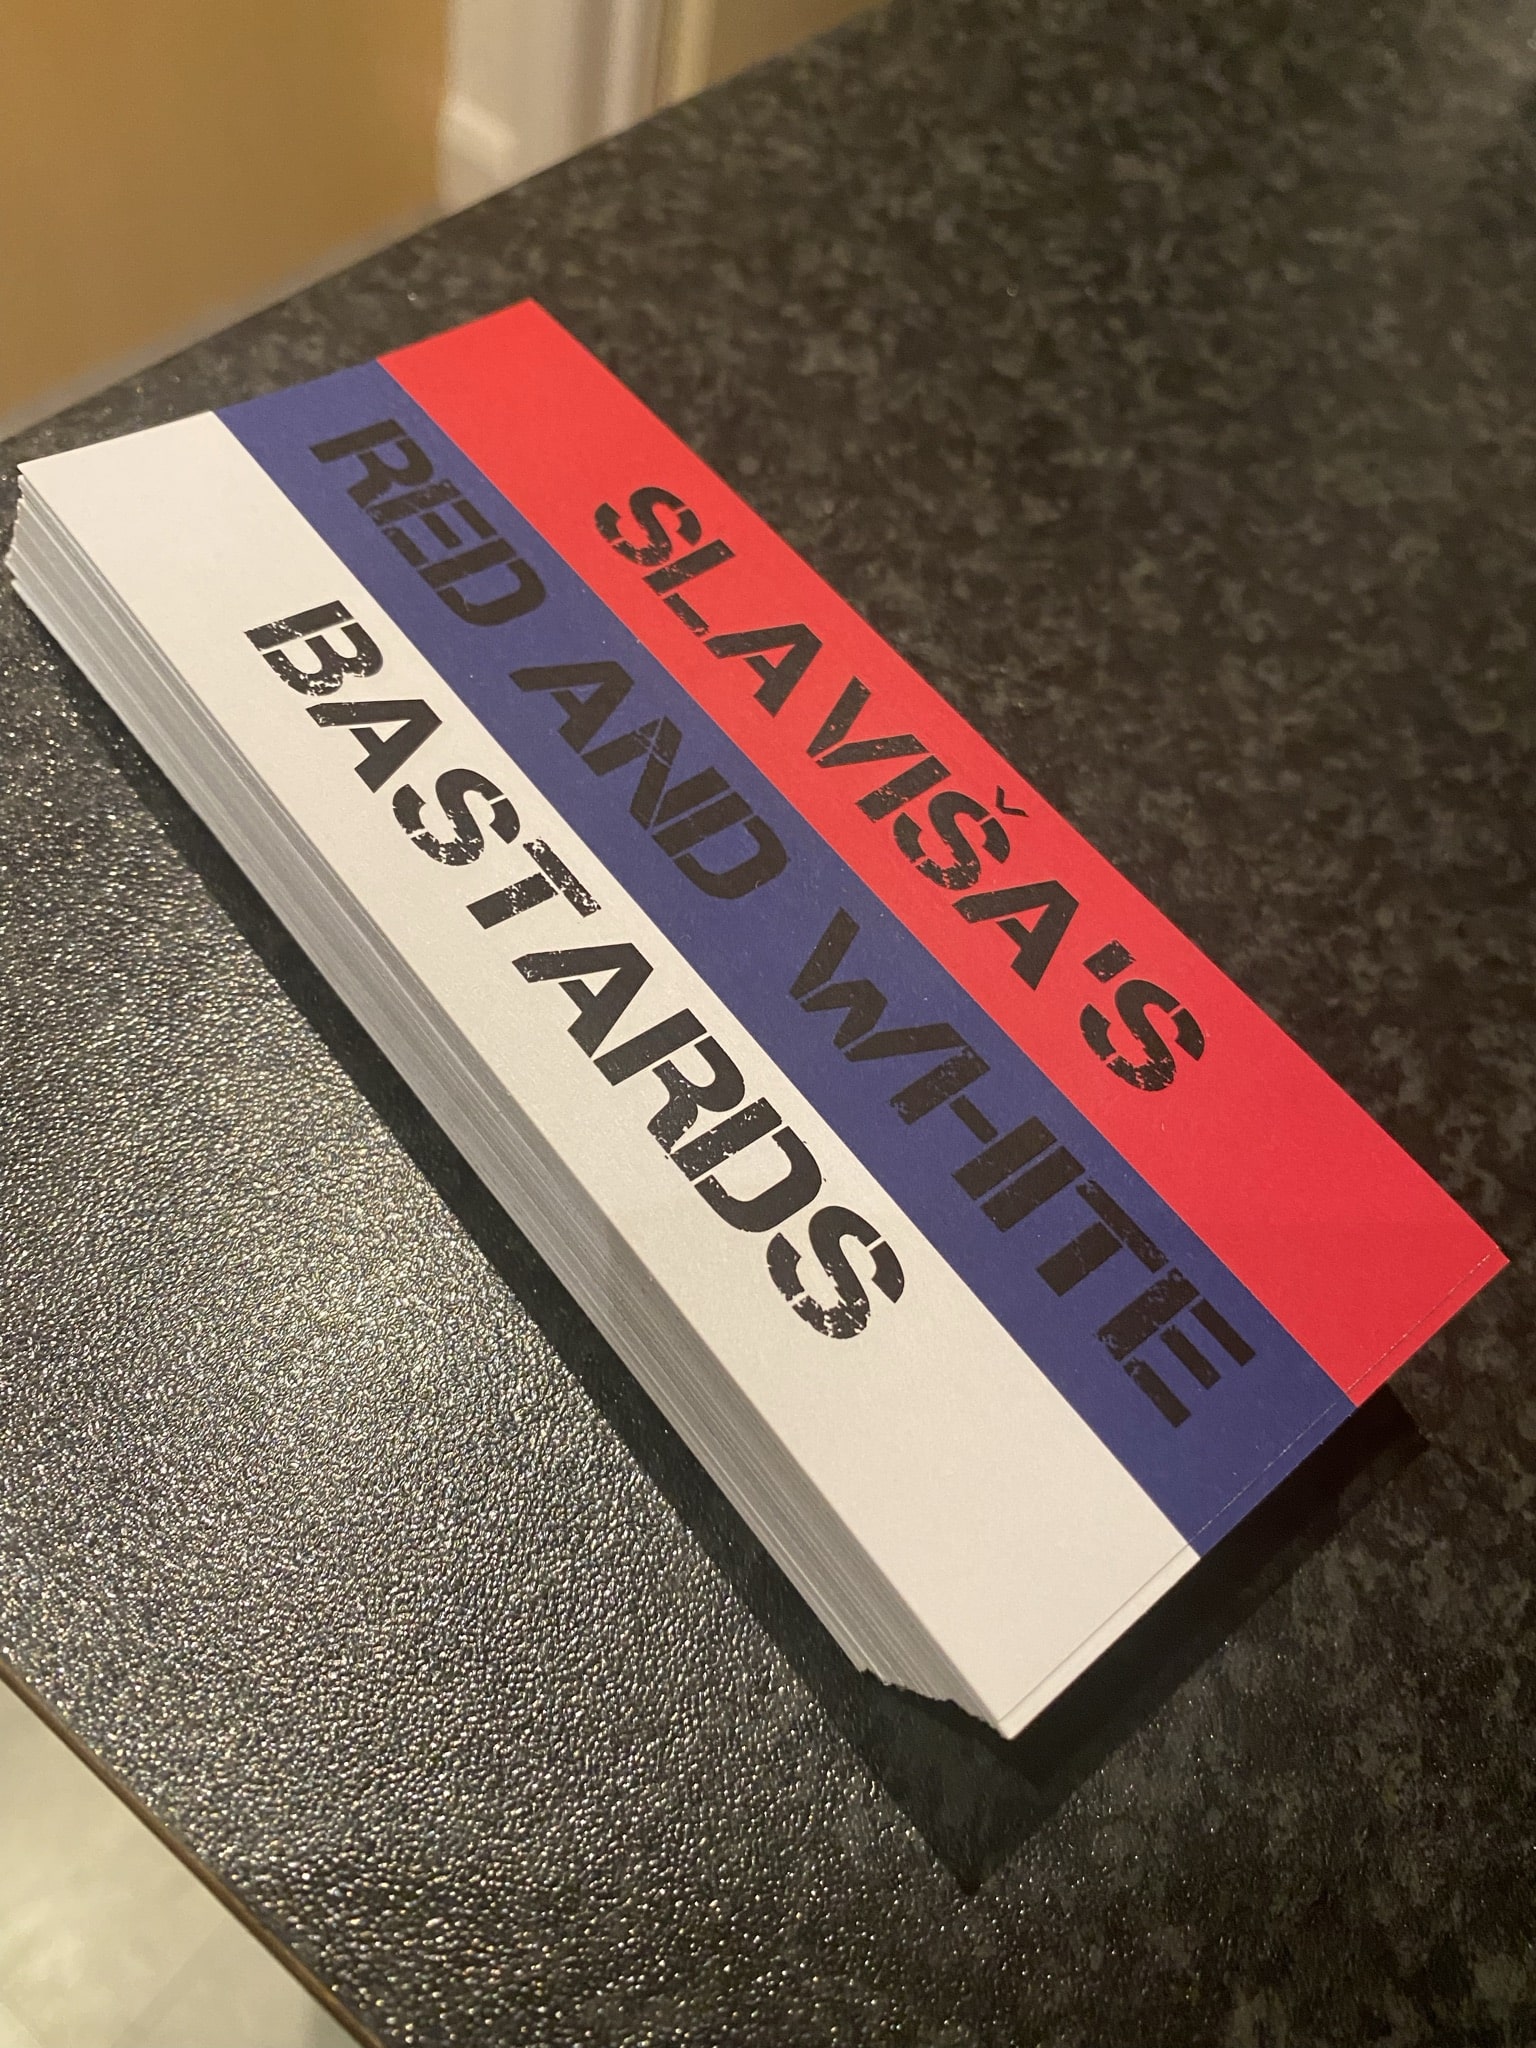 SLAVIŠA'S
RED AND WHITE
BASTARDS